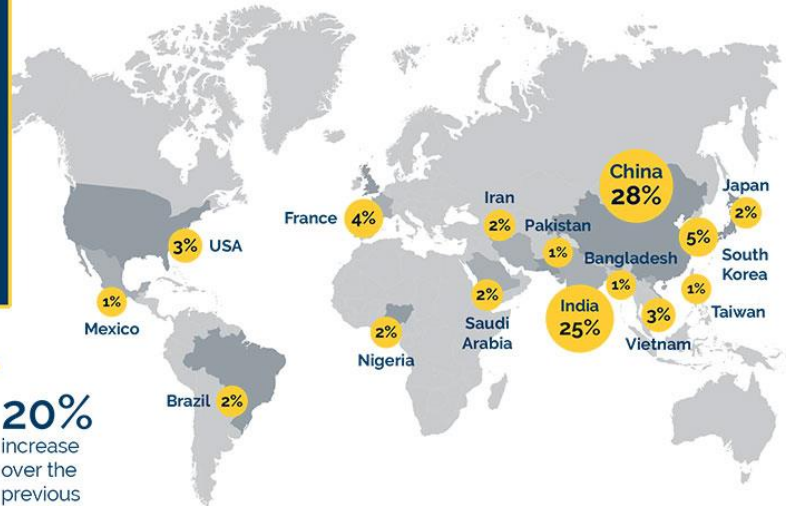 China
28%
Japan
2%
Iran
2%
France
4%
Pakistan
1%
5%
South
Korea
3%
USA
Bangladesh
1%
1%
Mexico
2%
Saudi
Arabia
India
25%
1%
Taiwan
3%
Vietnam
2%
Nigeria
Brazil
2%
20%
increase
over the
previous